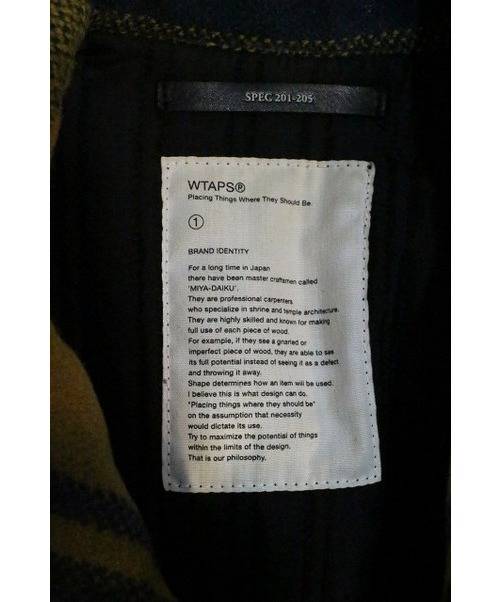 SPEC 201-205
WTAPS®
Placing Things Where They Should Be.
①
BRAND IDENTITY
For a long time in Japan
there have been master craftsmen called
'MIYA-DAIKU'.
They are professional carpenters
who specialize in shrine and temple architecture.
They are highly skilled and known for making
full use of each piece of wood.
For example, if they see a gnarled or
imperfect piece of wood, they are able to see
its full potential instead of seeing it as a defect
and throwing it away.
Shape determines how an item will be used.
I believe this is what design can do.
"Placing things where they should be"
on the assumption that necessity
would dictate its use.
Try to maximize the potential of things
within the limits of the design.
That is our philosophy.